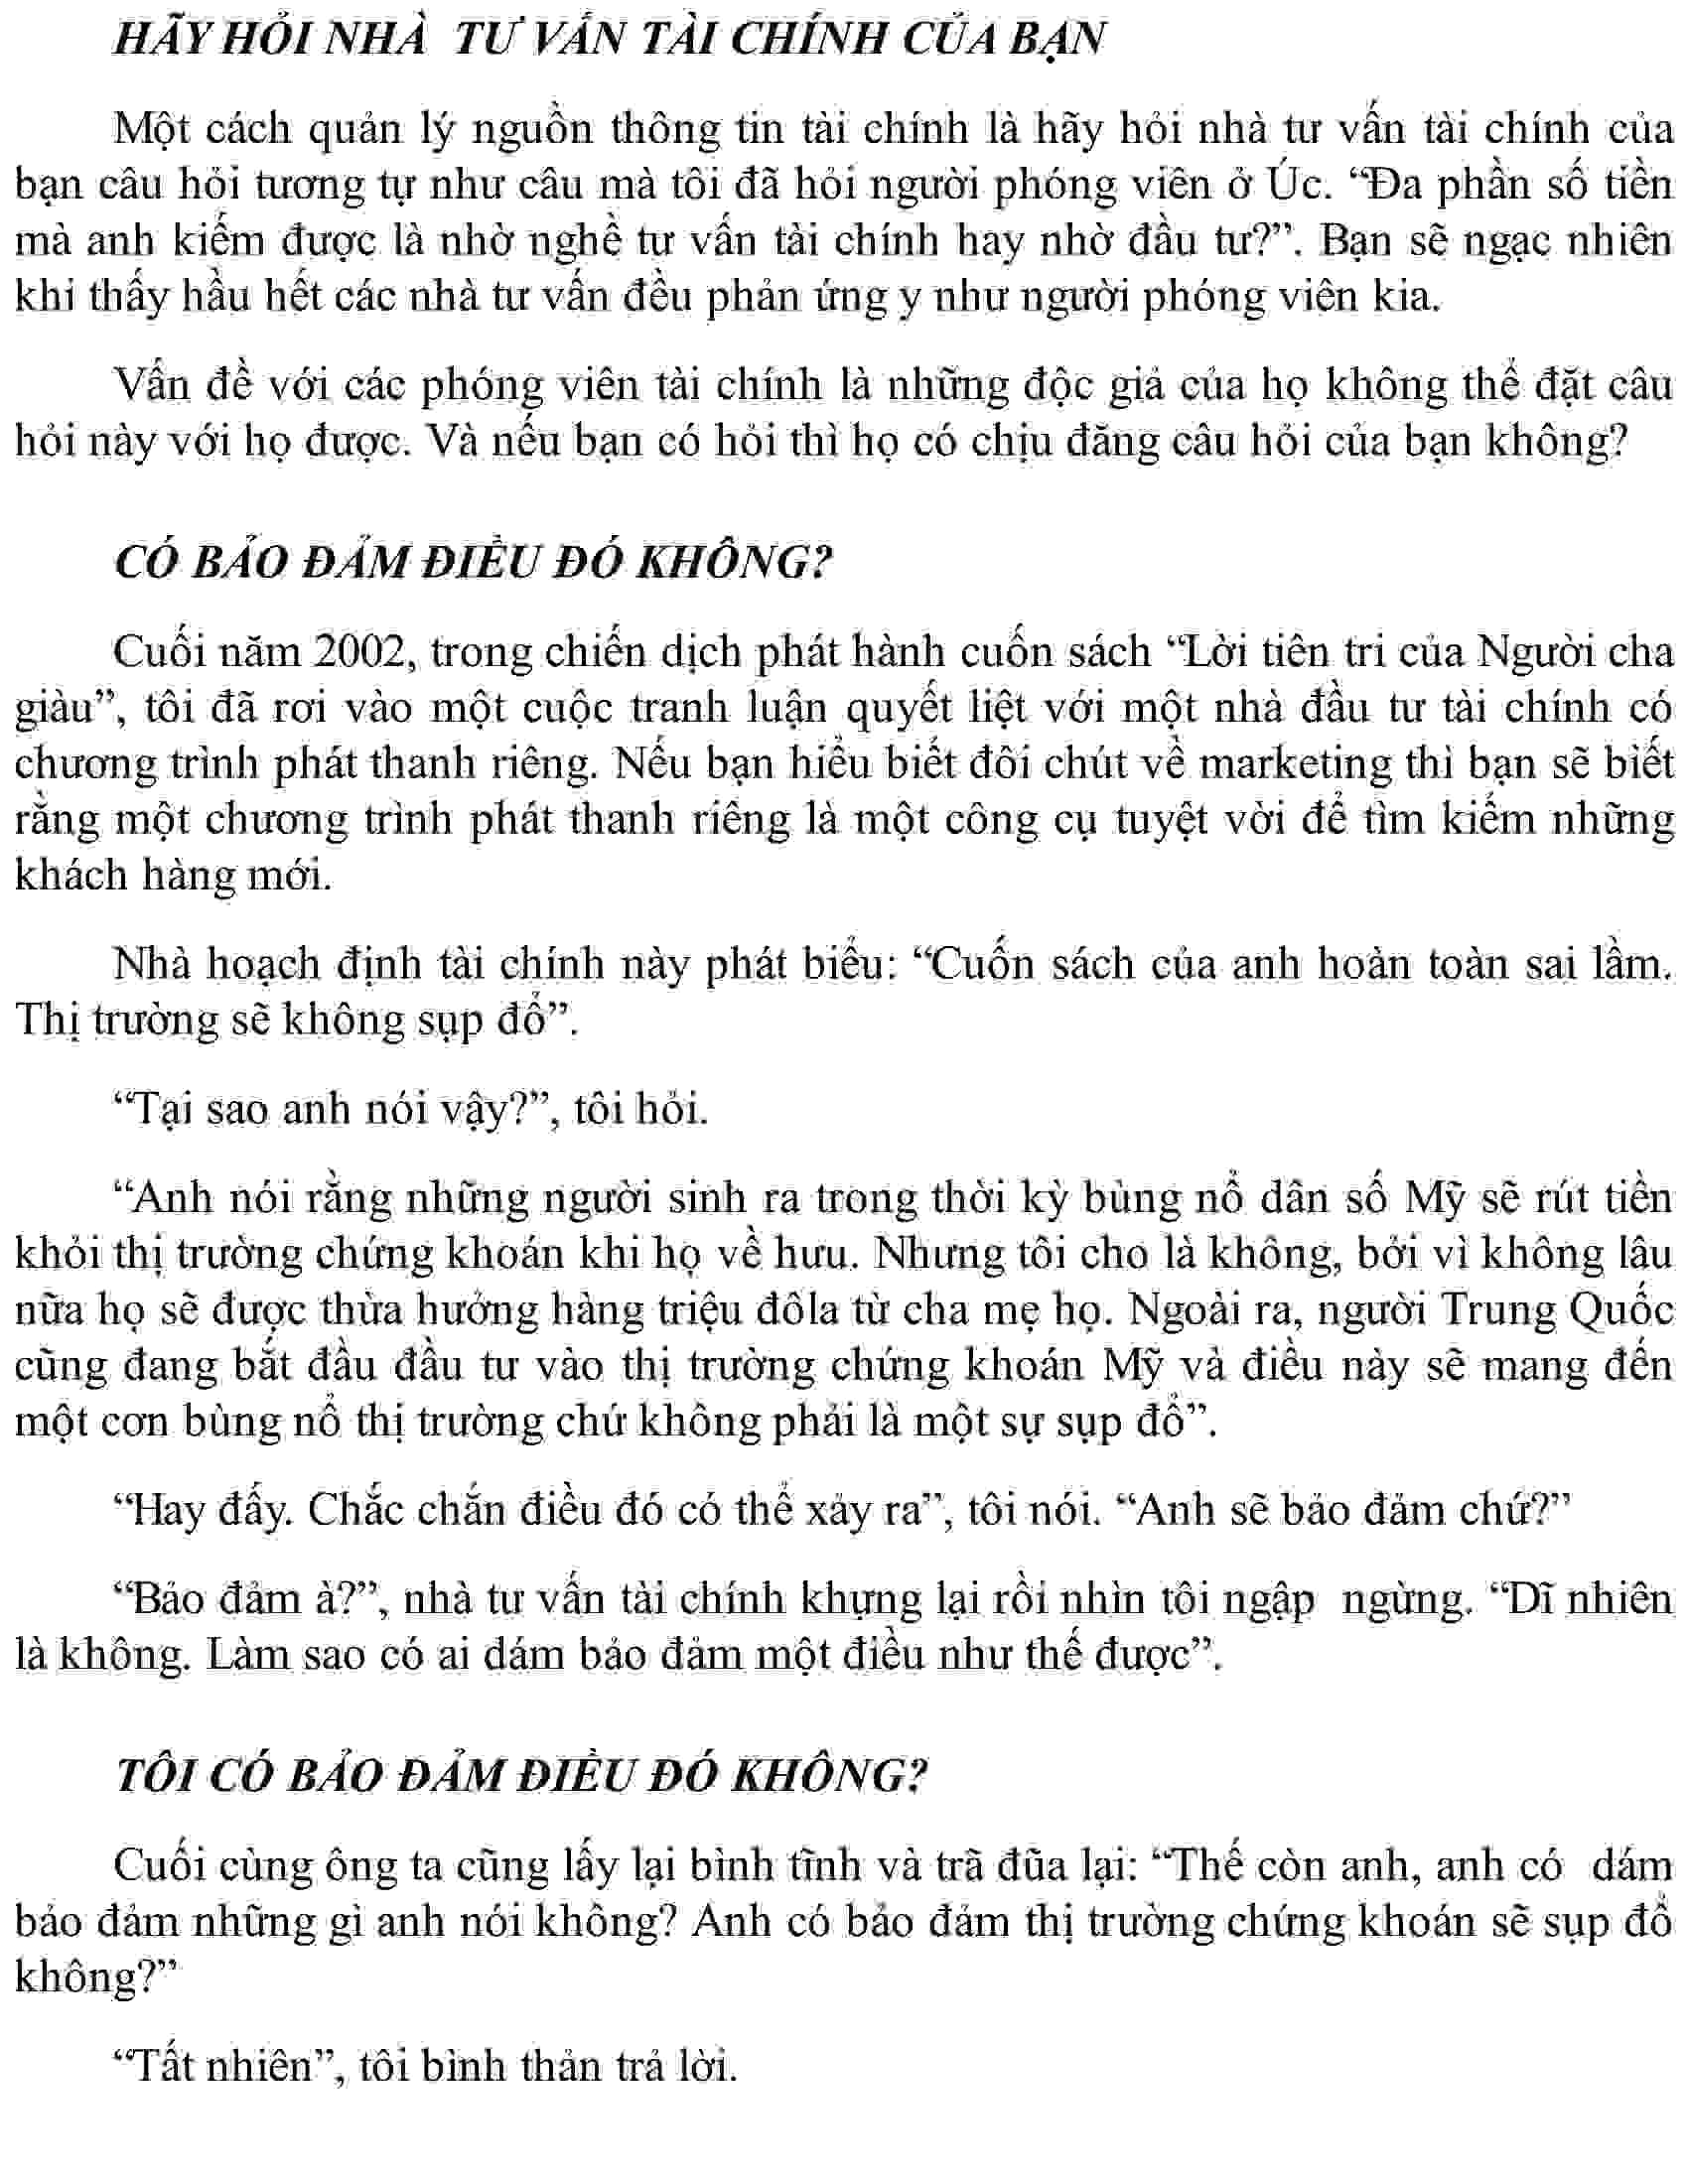 HÃY HỎI NHÀ TƯ VẤN TÀI CHÍNH CỦA BẠN
Một cách quản lý nguồn thông tin tài chính là hãy hỏi nhà tư vấn tài chính của
bạn câu hỏi tương tự như câu mà tôi đã hỏi người phóng viên ở Úc. “Đa phần số tiền
mà anh kiếm được là nhờ nghề tư vấn tài chính hay nhờ đầu tư?”. Bạn sẽ ngạc nhiên
khi thấy hầu hết các nhà tư vấn đều phản ứng y như người phóng viên kia.
Vấn đề với các phóng viên tài chính là những độc giả của họ không thể đặt câu
hỏi này với họ được. Và nếu bạn có hỏi thì họ có chịu đăng câu hỏi của bạn không?
CÓ BẢO ĐẢM ĐIỀU ĐÓ KHÔNG?
Cuối năm 2002, trong chiến dịch phát hành cuốn sách “Lời tiên tri của Người cha
giàu”, tôi đã rơi vào một cuộc tranh luận quyết liệt với một nhà đầu tư tài chính có
chương trình phát thanh riêng. Nếu bạn hiểu biết đôi chút về marketing thì bạn sẽ biết
rằng một chương trình phát thanh riêng là một công cụ tuyệt vời để tìm kiếm những
khách hàng mới.
Nhà hoạch định tài chính này phát biểu: “Cuốn sách của anh hoàn toàn sai lầm.
Thị trường sẽ không sụp đổ”.
“Tại sao anh nói vậy?”, tôi hỏi.
“Anh nói rằng những người sinh ra trong thời kỳ bùng nổ dân số Mỹ sẽ rút tiền
khỏi thị trường chứng khoán khi họ về hưu. Nhưng tôi cho là không, bởi vì không lâu
nữa họ sẽ được thừa hưởng hàng triệu đôla từ cha mẹ họ. Ngoài ra, người Trung Quốc
cũng đang bắt đầu đầu tư vào thị trường chứng khoán Mỹ và điều này sẽ mang đến
một cơn bùng nổ thị trường chứ không phải là một sự sụp đổ”.
“Hay đấy. Chắc chắn điều đó có thể xảy ra”, tôi nói. “Anh sẽ bảo đảm chứ?”
“Bảo đảm à?”, nhà tư vấn tài chính khựng lại rồi nhìn tôi ngập ngừng. “Dĩ nhiên
là không. Làm sao có ai dám bảo đảm một điều như thế được”.
TÔI CÓ BẢO ĐẢM ĐIỀU ĐÓ KHÔNG?
Cuối cùng ông ta cũng lấy lại bình tĩnh và trã đũa lại: “Thế còn anh, anh có dám
bảo đảm những gì anh nói không? Anh có bảo đảm thị trường chứng khoán sẽ sụp đổ
không?”
“Tất nhiên”, tôi bình thản trả lời.